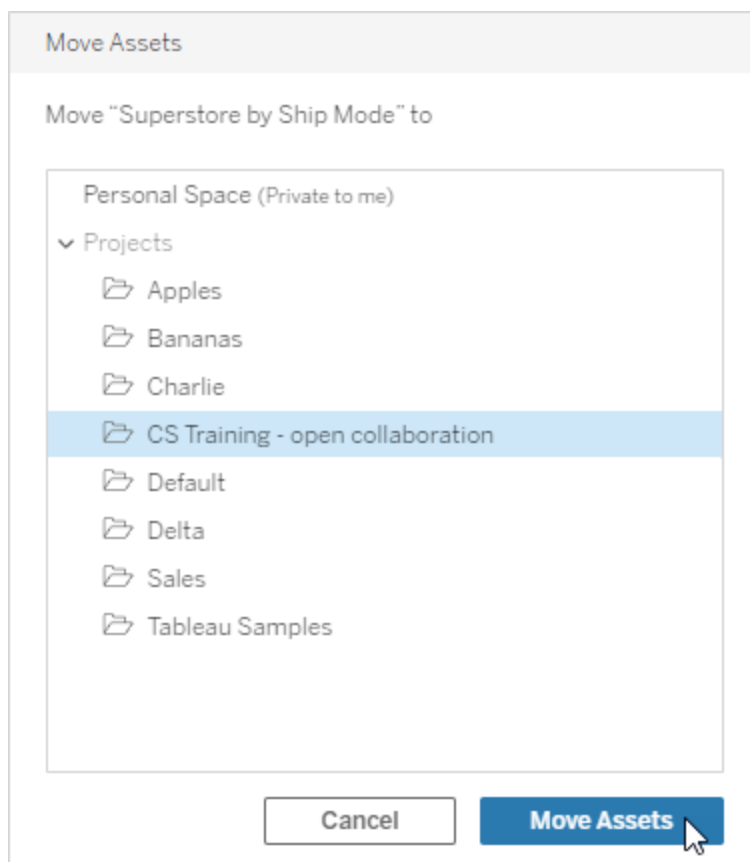 Move Assets
Move “Superstore by Ship Mode” to
Personal Space (Private to me)
Projects
Apples
Bananas
Charlie
CS Training - open collaboration
Default
Delta
Sales
Tableau Samples
Cancel Move Assets